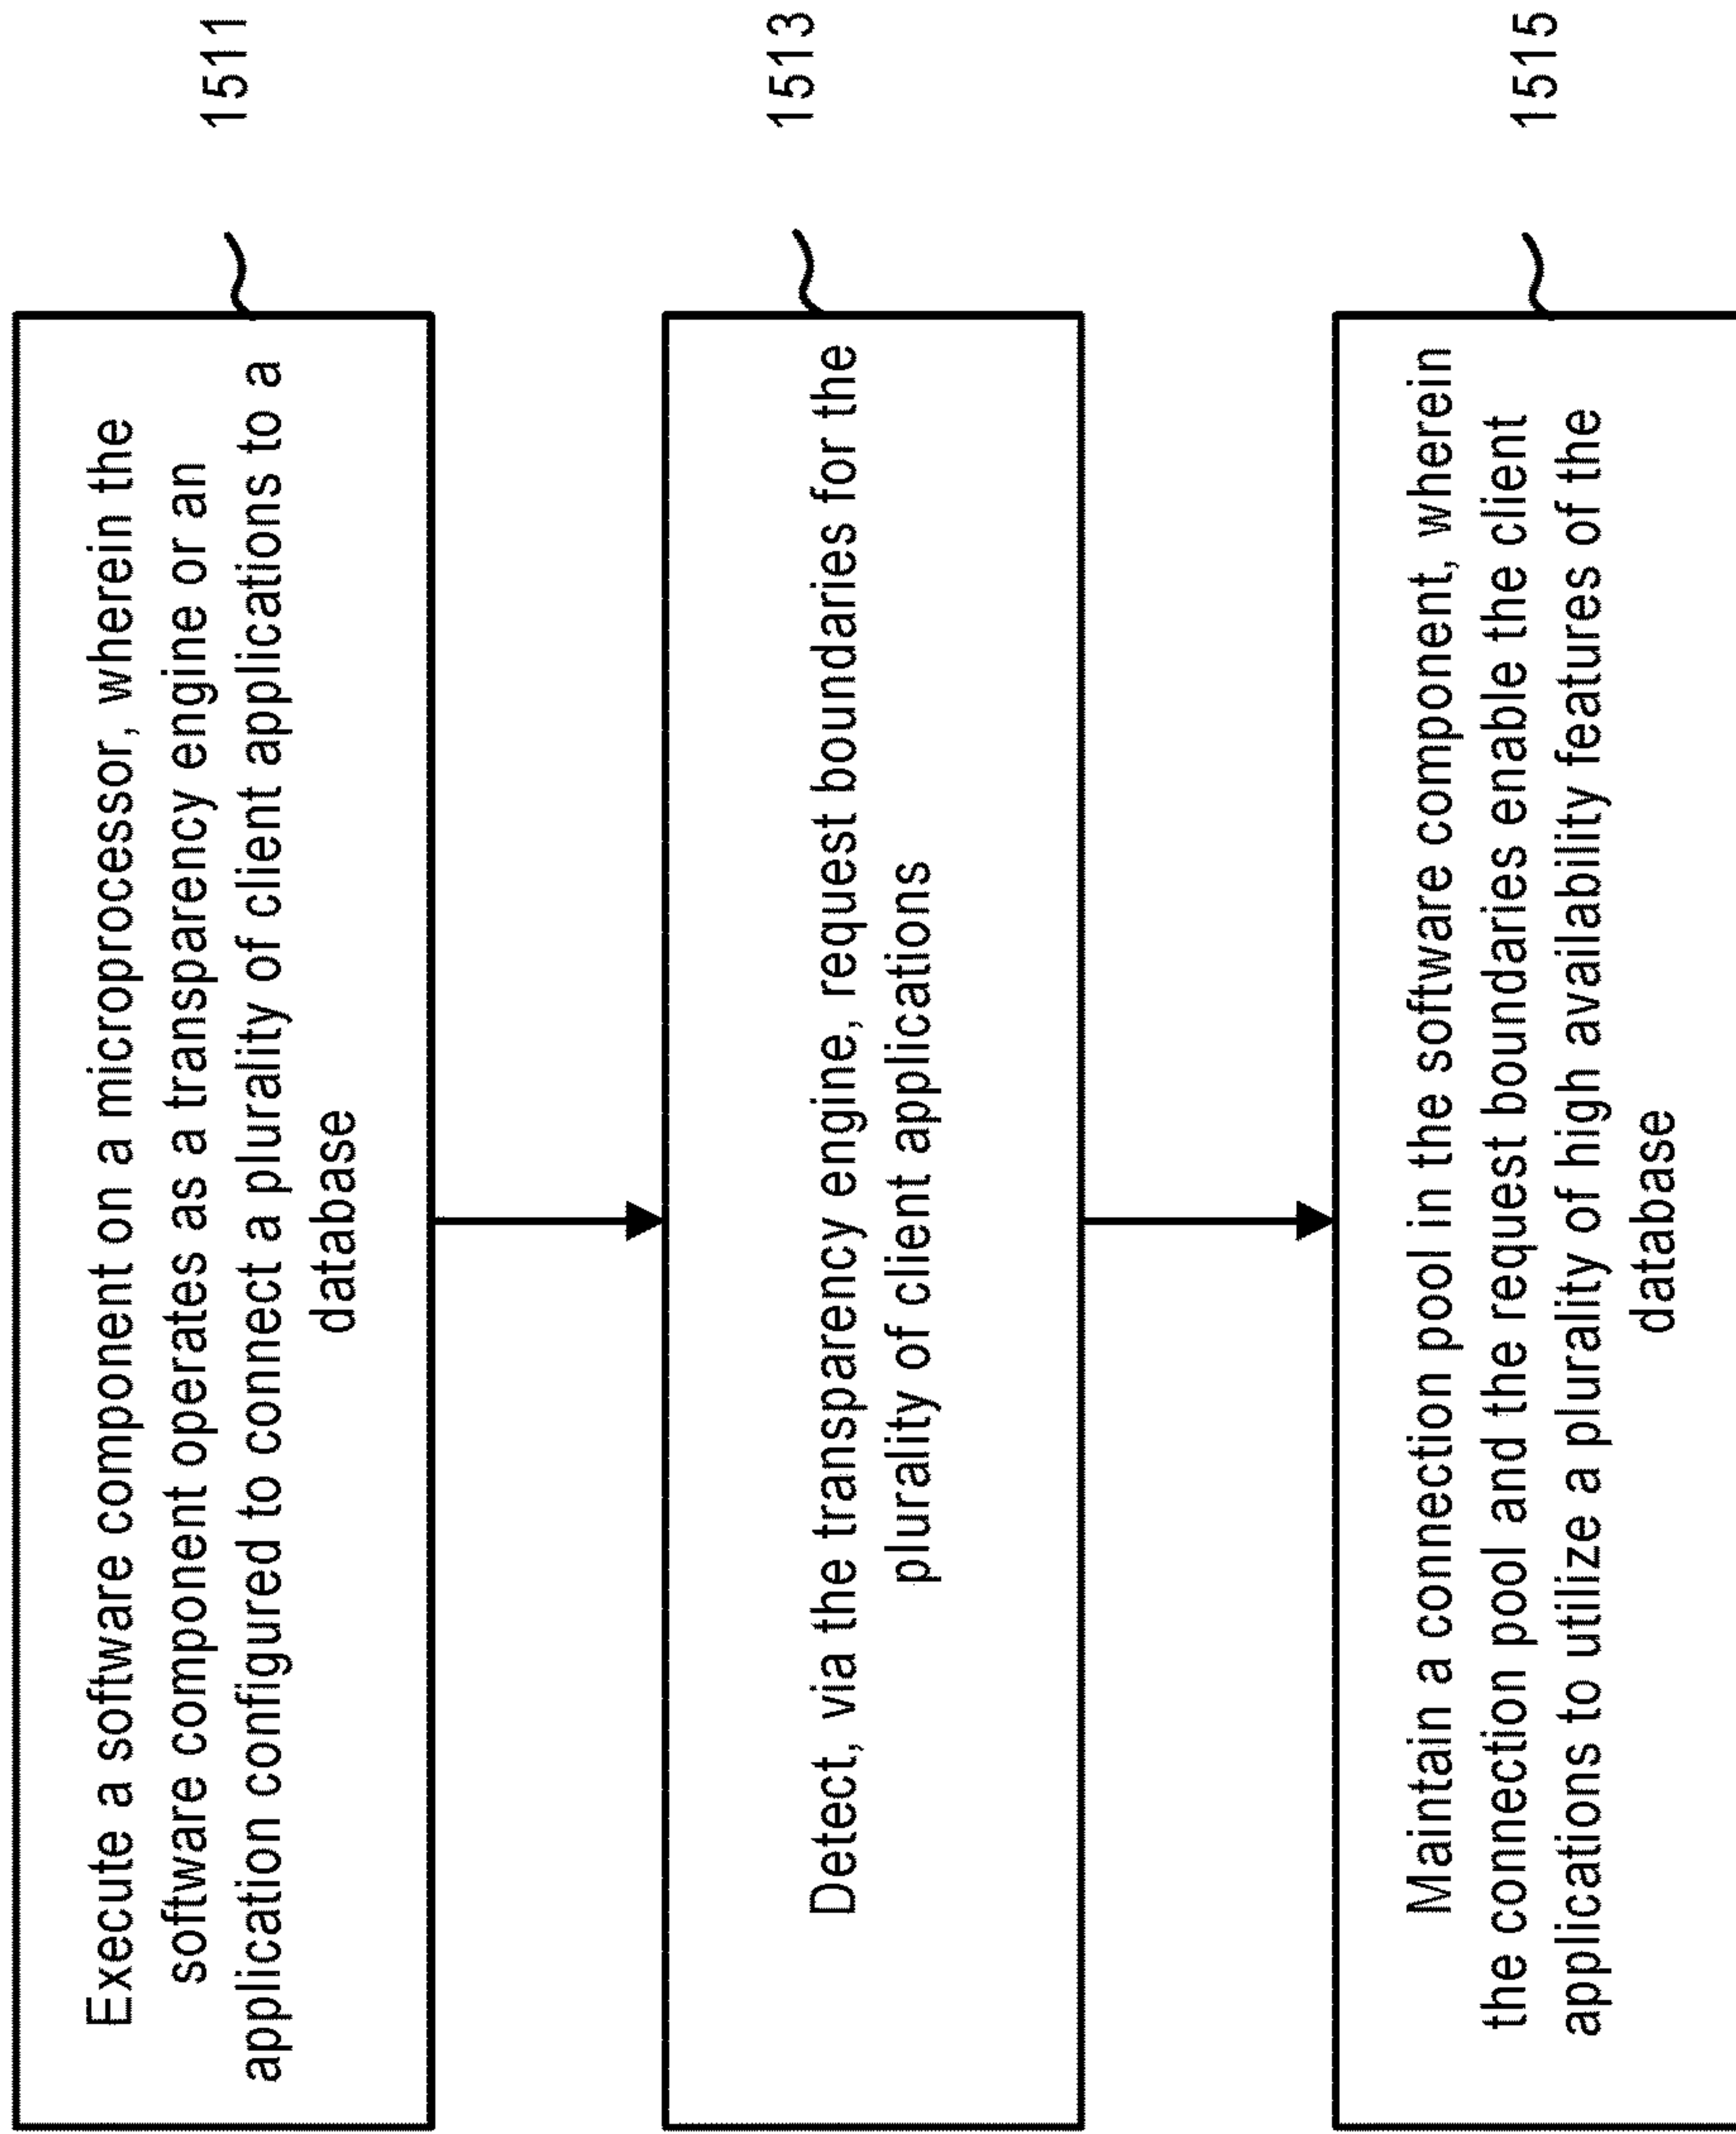 Execute a software component on a microprocessor, wherein the
software component operates as a transparency engine or an
application configured to connect a plurality of client applications to a
database
1511
Detect, via the transparency engine, request boundaries for the
plurality of client applications
1513
Maintain a connection pool in the software component, wherein
the connection pool and the request boundaries enable the client
applications to utilize a plurality of high availability features of the
database
1515